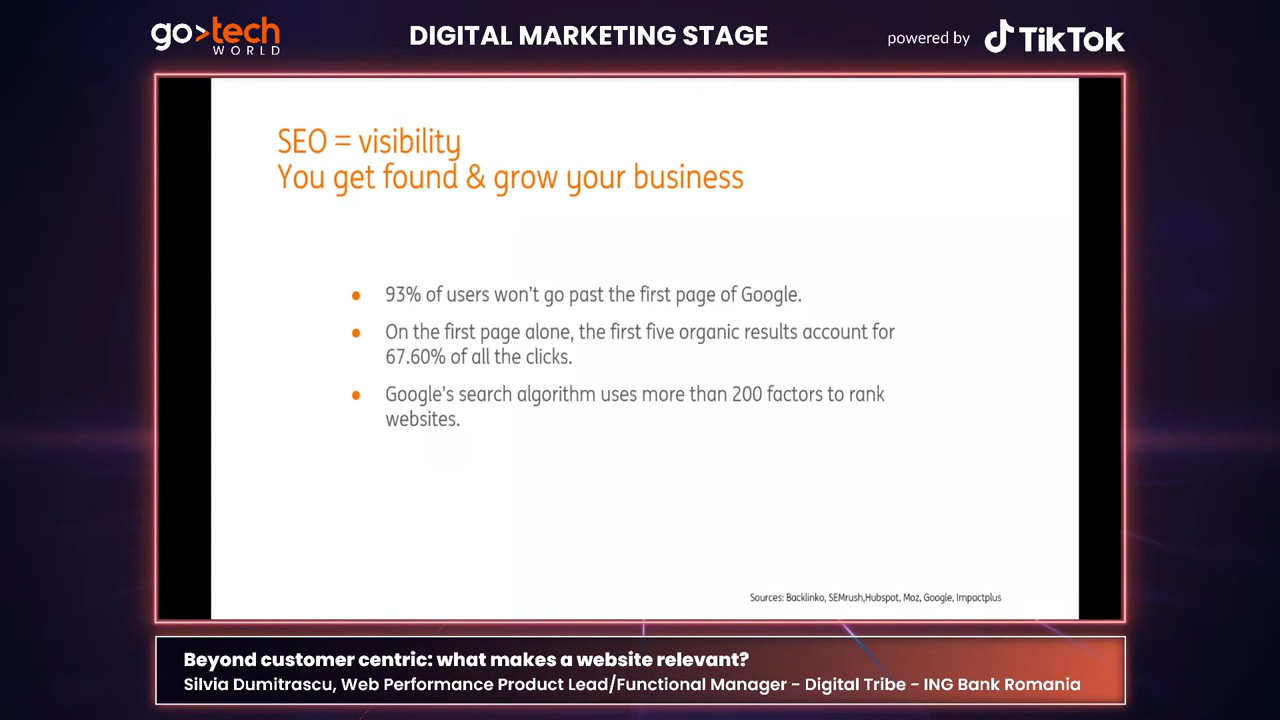 go>tech
WORLD
DIGITAL MARKETING STAGE
powered by
TikTok
SEO = visibility
You get found & grow your business
• 93% of users won't go past the first page of Google.
• On the first page alone, the first five organic results account for
67.60% of all the clicks.
• Google's search algorithm uses more than 200 factors to rank
websites.
Sources: Backlinko, SEMrush,Hubspot, Moz, Google, Impactplus
Beyond customer centric: what makes a website relevant?
Silvia Dumitrascu, Web Performance Product Lead/Functional Manager - Digital Tribe - ING Bank Romania